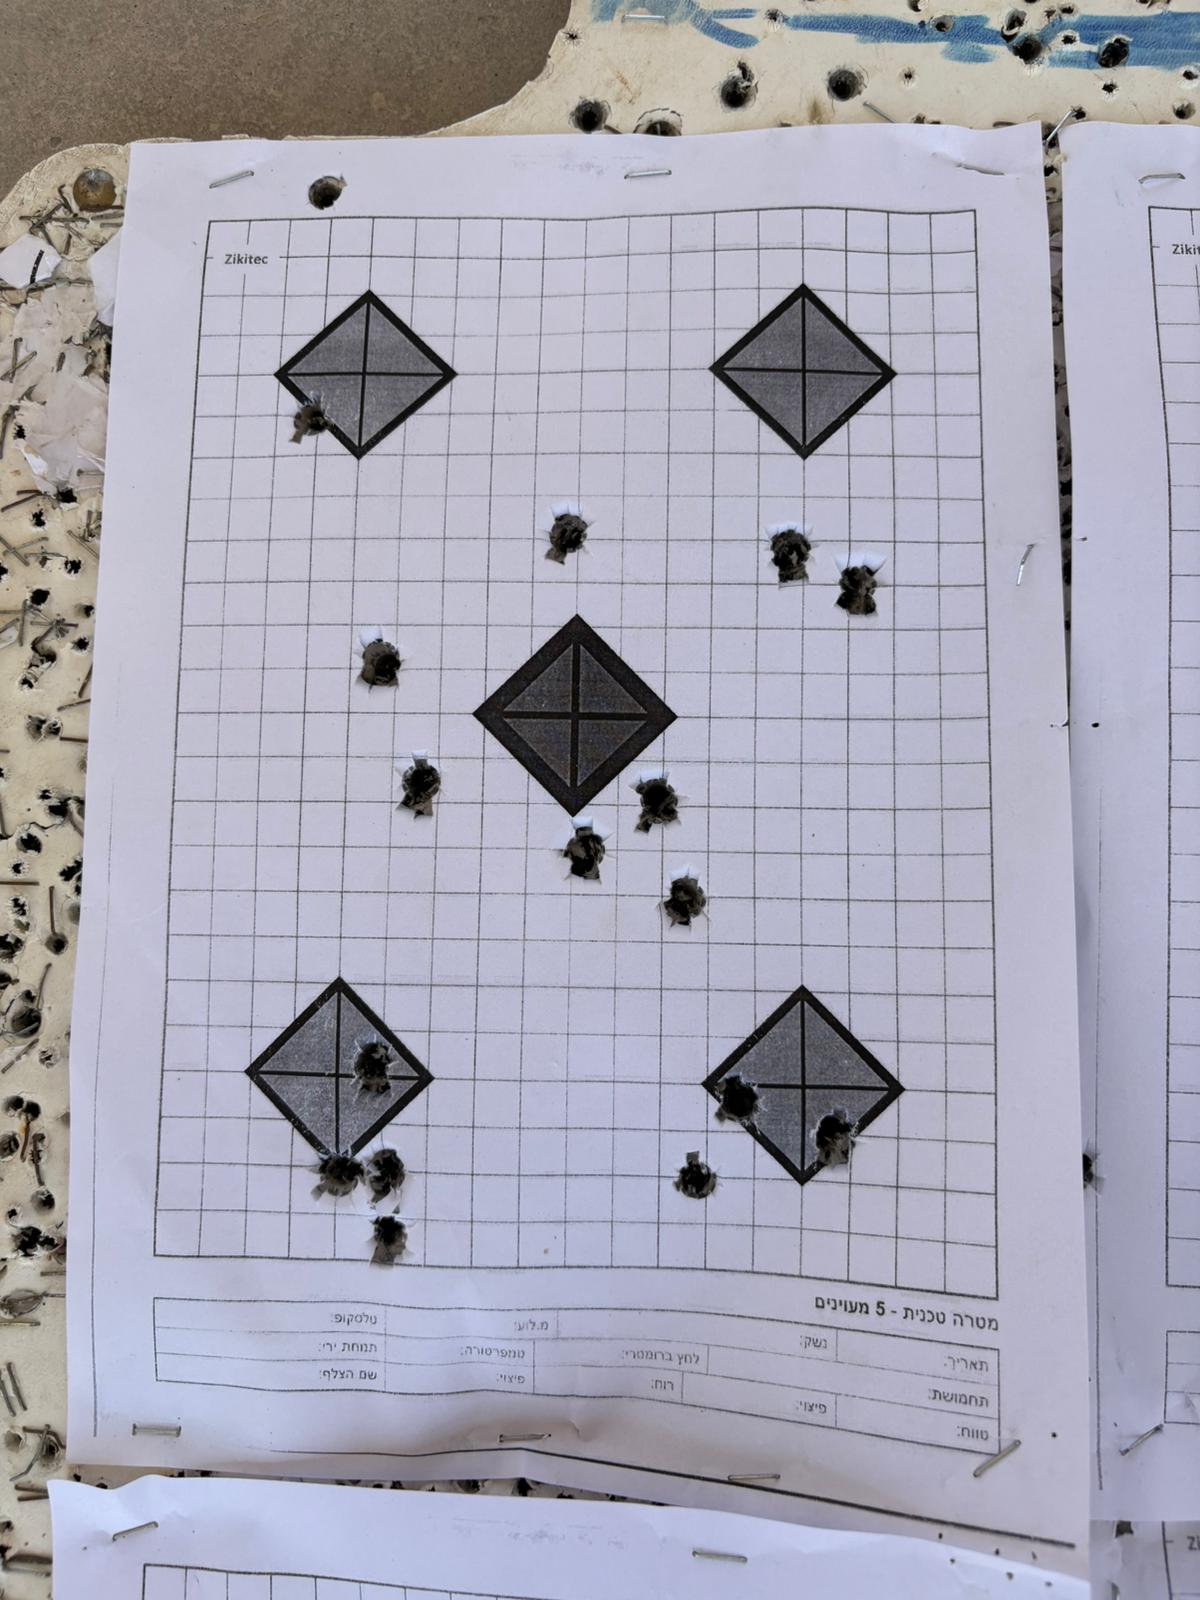 Zikitec
מטרה טכנית - 5 מעוינים
תאריך: נשק: מ.לוע: טלסקופ:
תחמושת: לחץ ברומטרי: טמפרטורה: תנוחת ירי:
טווח: פיצוי: רוח: פיצוי: שם הצלף: